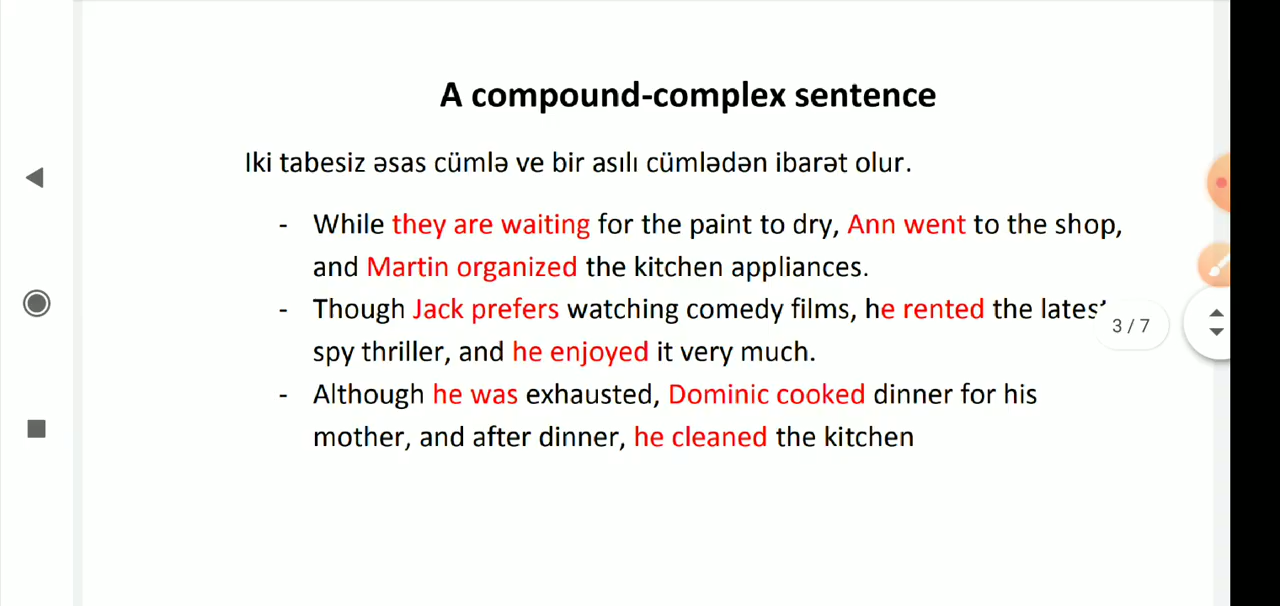 A compound-complex sentence
Iki tabesiz əsas cümlə ve bir asılı cümlədən ibarət olur.
- While they are waiting for the paint to dry, Ann went to the shop,
and Martin organized the kitchen appliances.
- Though Jack prefers watching comedy films, he rented the lates
3 / 7
spy thriller, and he enjoyed it very much.
- Although he was exhausted, Dominic cooked dinner for his
mother, and after dinner, he cleaned the kitchen